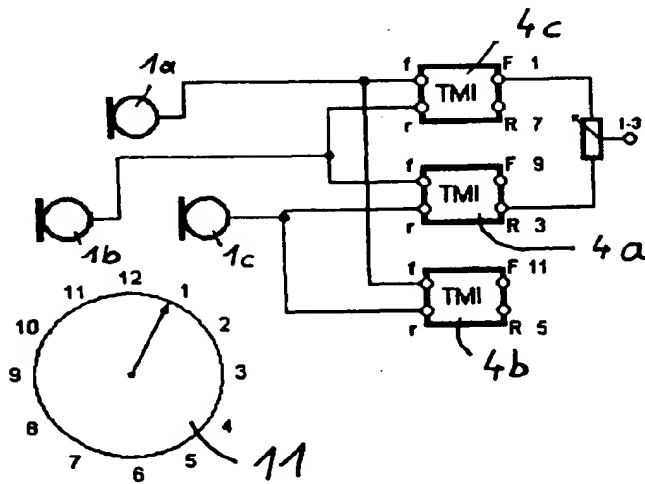 4c
1a
f F 1
TMI
r R 7
1-3
f F 9
TMI
r R 3
1b
1c
4a
f F 11
TMI
r R 5
4b
12
11 1
10 2
9 3
8 4
7 5
6
11